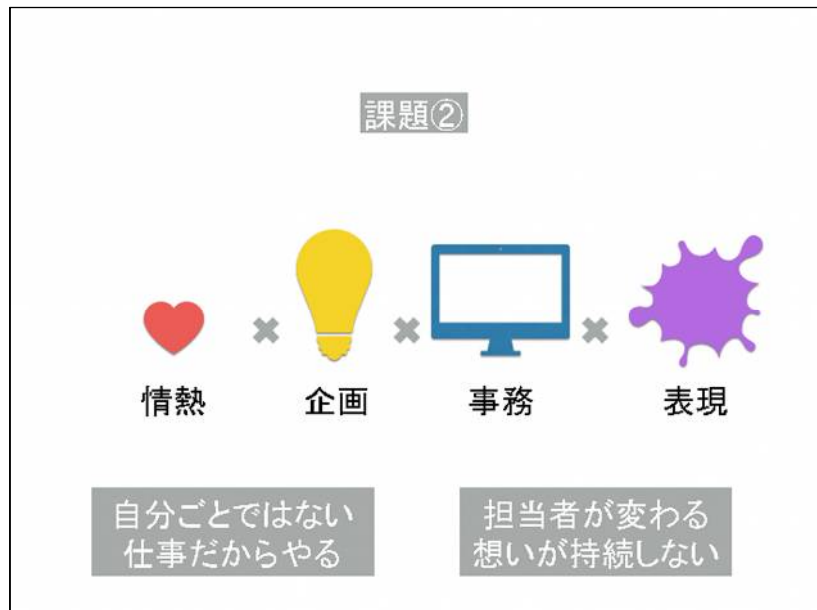 課題②
情熱
企画
事務
表現
自分ごとではない
仕事だからやる
担当者が変わる
想いが持続しない